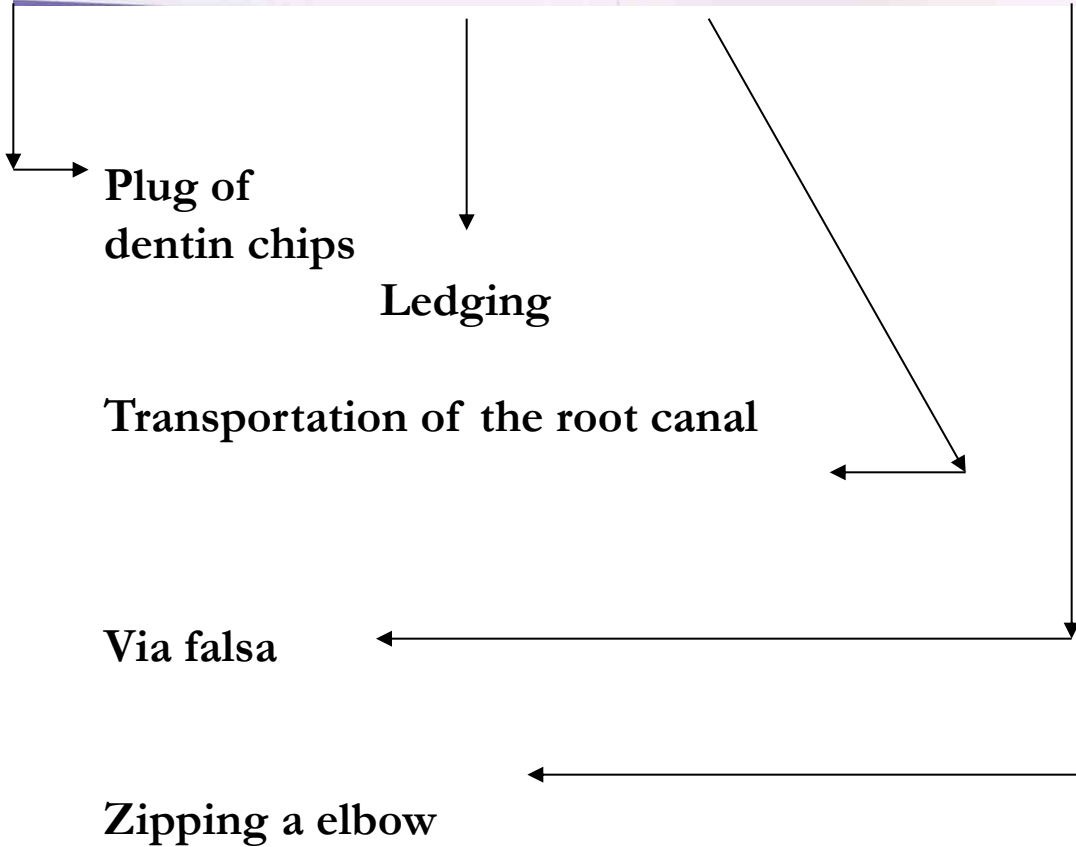 Plug of
dentin chips
Ledging
Transportation of the root canal
Via falsa
Zipping a elbow